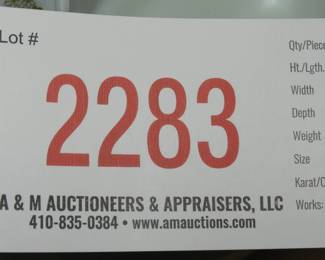 Lot #
2283
A & M AUCTIONEERS & APPRAISERS, LLC
410-835-0384 • www.amauctions.com
Qty/Piece
Ht./Lgth.
Width
Depth
Weight
Size
Karat/C
Works: